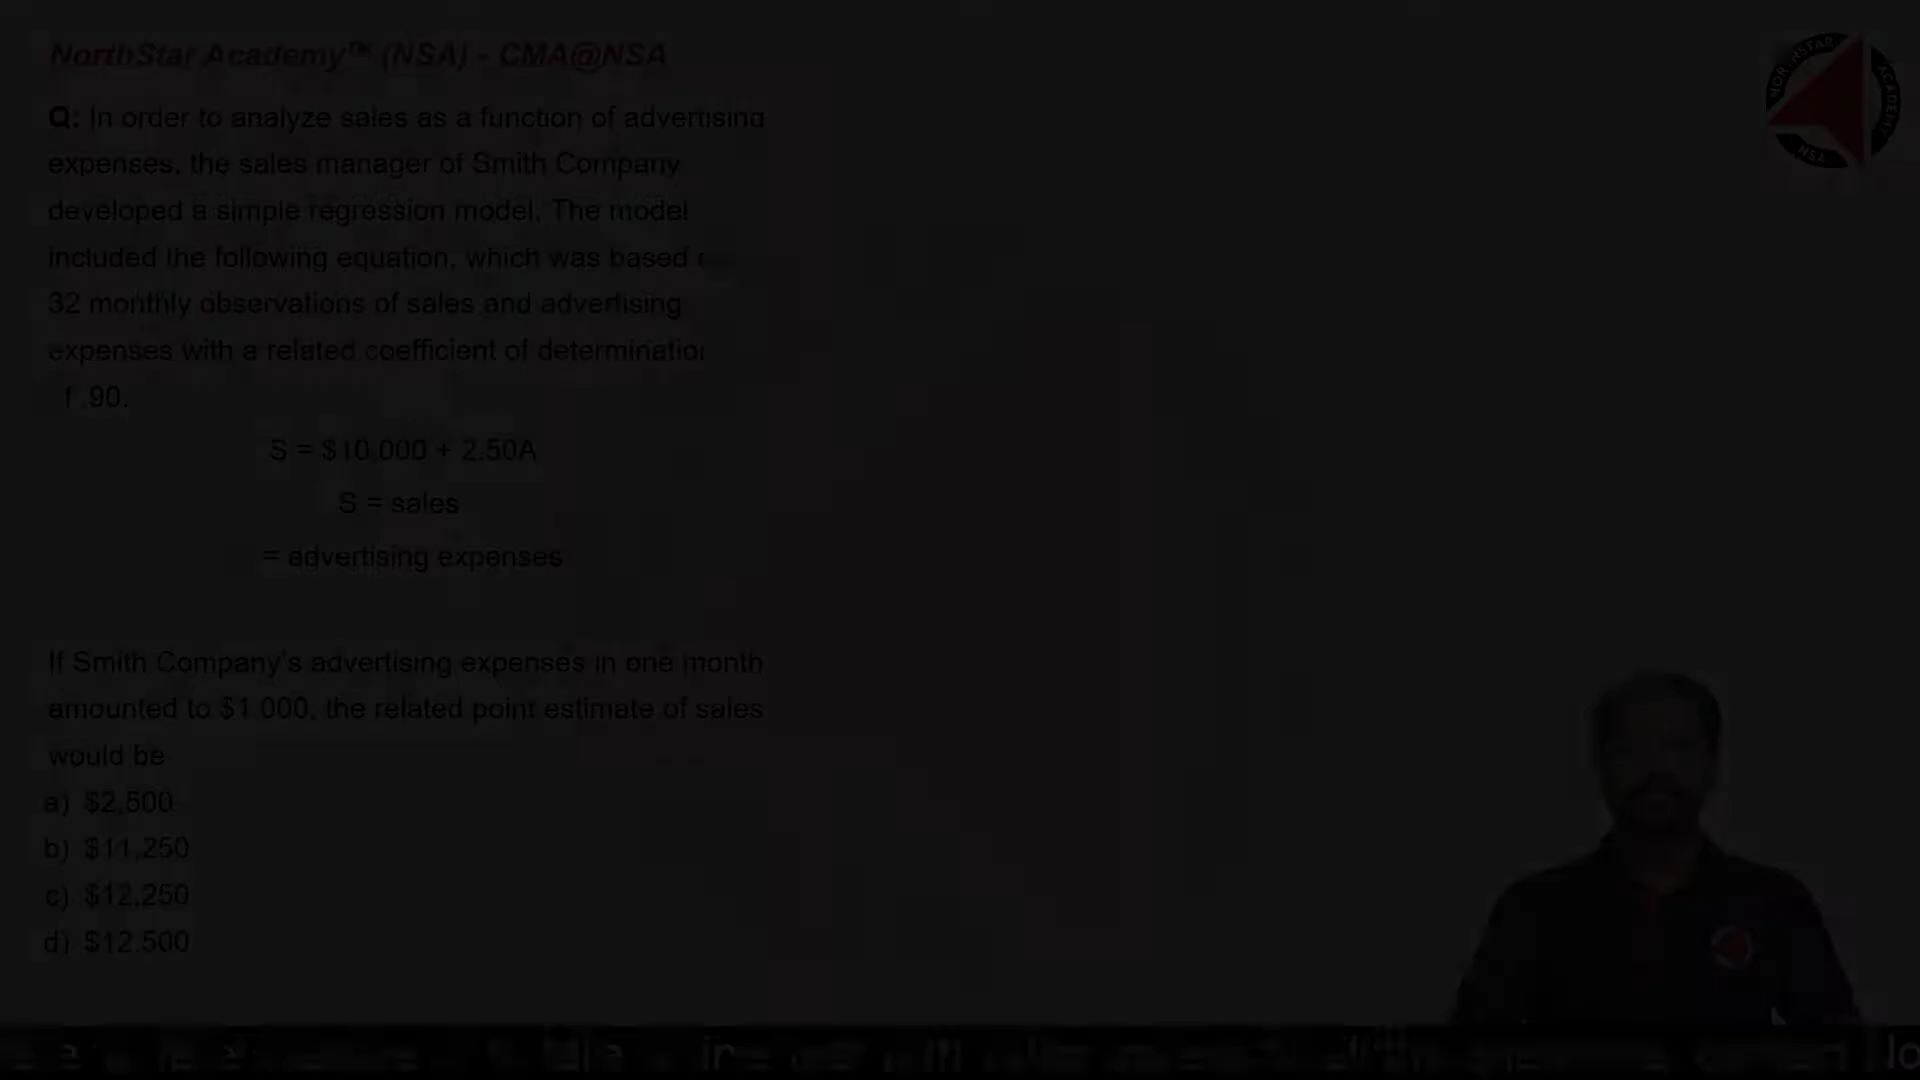 NorthStar Academy™ (NSA) - CMA@NSA
NORTHSTAR ACADEMY
NSA
Q: In order to analyze sales as a function of advertising
expenses, the sales manager of Smith Company
developed a simple regression model. The model
included the following equation, which was based
32 monthly observations of sales and advertising
expenses with a related coefficient of determination
f .90.
S = $10,000 + 2.50A
S = sales
= advertising expenses
If Smith Company's advertising expenses in one month
amounted to $1,000, the related point estimate of sales
would be
a) $2,500
b) $11,250
c) $12,250
d) $12,500